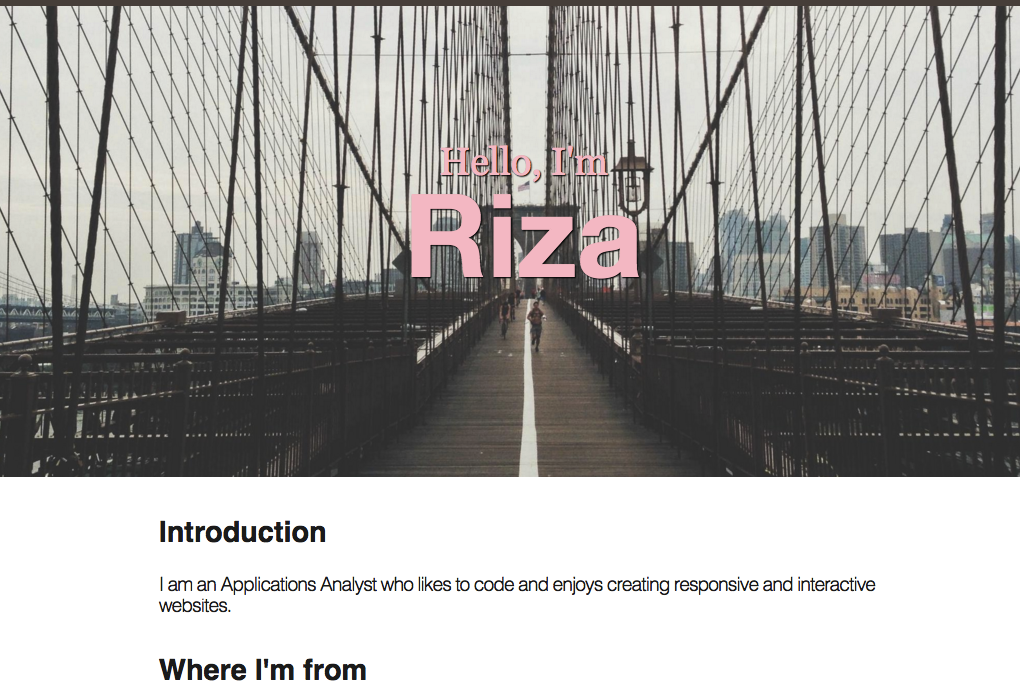 Hello, I'm
Riza
Introduction
I am an Applications Analyst who likes to code and enjoys creating responsive and interactive
websites.
Where I'm from